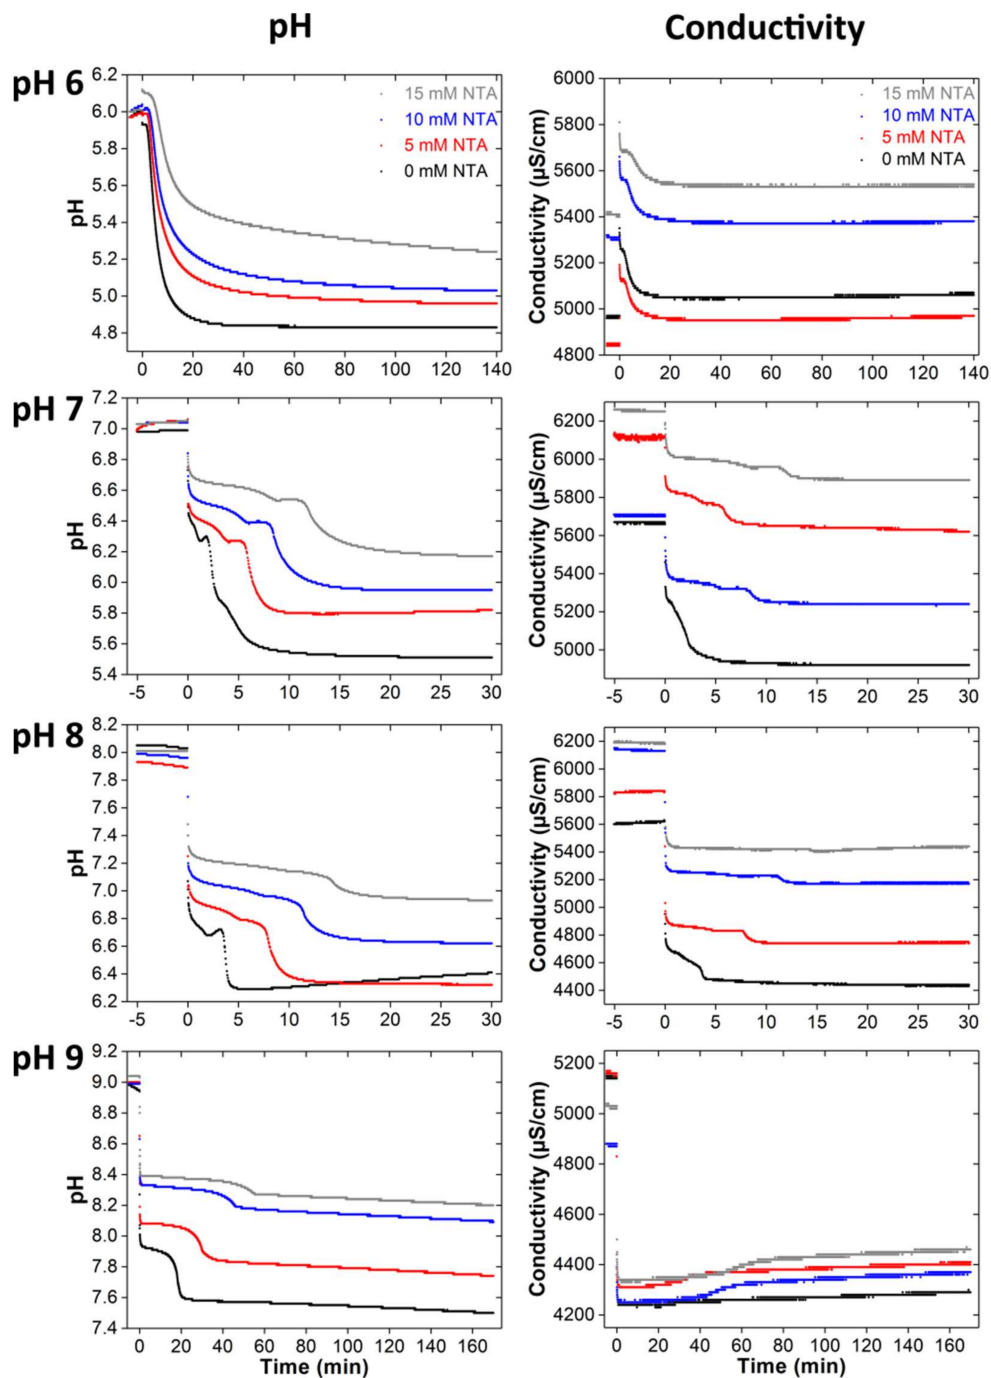 pH Conductivity
pH 6
6.2
6.0
5.8
5.6
5.4
5.2
5.0
4.8
pH
15 mM NTA
10 mM NTA
5 mM NTA
0 mM NTA
0 20 40 60 80 100 120 140
6000
5800
5600
5400
5200
5000
4800
Conductivity (µS/cm)
15 mM NTA
10 mM NTA
5 mM NTA
0 mM NTA
0 20 40 60 80 100 120 140
pH 7
7.2
7.0
6.8
6.6
6.4
6.2
6.0
5.8
5.6
5.4
pH
-5 0 5 10 15 20 25 30
6200
6000
5800
5600
5400
5200
5000
Conductivity (µS/cm)
-5 0 5 10 15 20 25 30
pH 8
8.2
8.0
7.8
7.6
7.4
7.2
7.0
6.8
6.6
6.4
6.2
pH
-5 0 5 10 15 20 25 30
6200
6000
5800
5600
5400
5200
5000
4800
4600
4400
Conductivity (µS/cm)
-5 0 5 10 15 20 25 30
pH 9
9.2
9.0
8.8
8.6
8.4
8.2
8.0
7.8
7.6
7.4
pH
0 20 40 60 80 100 120 140 160
Time (min)
5200
5000
4800
4600
4400
4200
Conductivity (µS/cm)
0 20 40 60 80 100 120 140 160
Time (min)